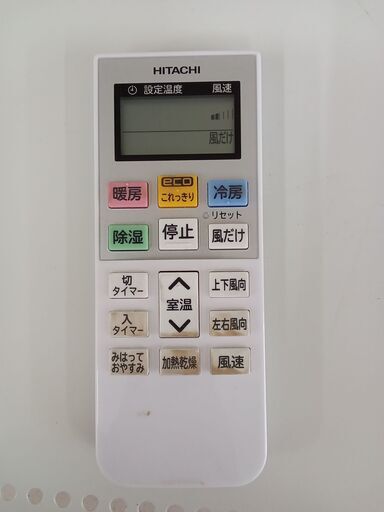 HITACHI
設定温度 風速
風だけ
暖房 eco これっきり 冷房
リセット
除湿 停止 風だけ
切タイマー 室温 上下風向
入タイマー 左右風向
みはっておやすみ 加熱乾燥 風速